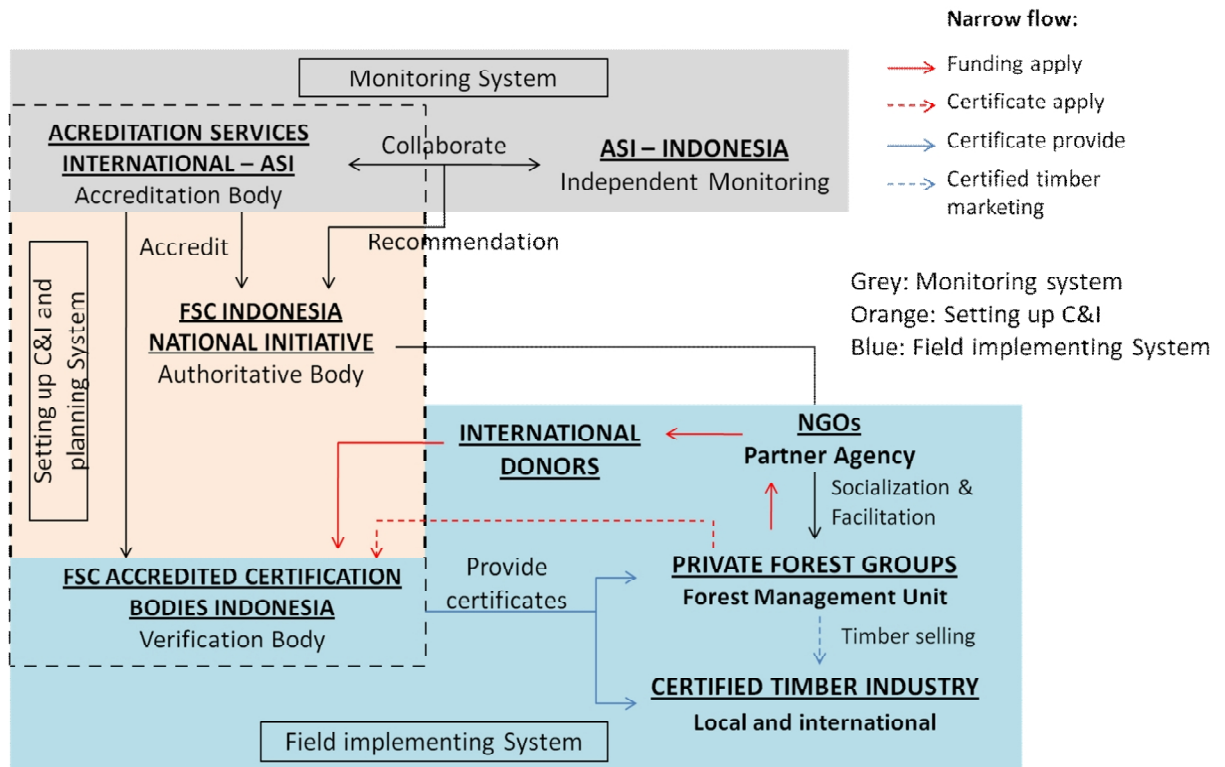 Narrow flow:
Funding apply
Certificate apply
Certificate provide
Certified timber
marketing
Grey: Monitoring system
Orange: Setting up C&I
Blue: Field implementing System
Monitoring System
ACREDITATION SERVICES
INTERNATIONAL – ASI
Accreditation Body
Collaborate
ASI – INDONESIA
Independent Monitoring
Accredit
Recommendation
Setting up C&I and
planning System
FSC INDONESIA
NATIONAL INITIATIVE
Authoritative Body
INTERNATIONAL
DONORS
NGOs
Partner Agency
Socialization &
Facilitation
FSC ACCREDITED CERTIFICATION
BODIES INDONESIA
Verification Body
Provide
certificates
PRIVATE FOREST GROUPS
Forest Management Unit
Timber selling
CERTIFIED TIMBER INDUSTRY
Local and international
Field implementing System